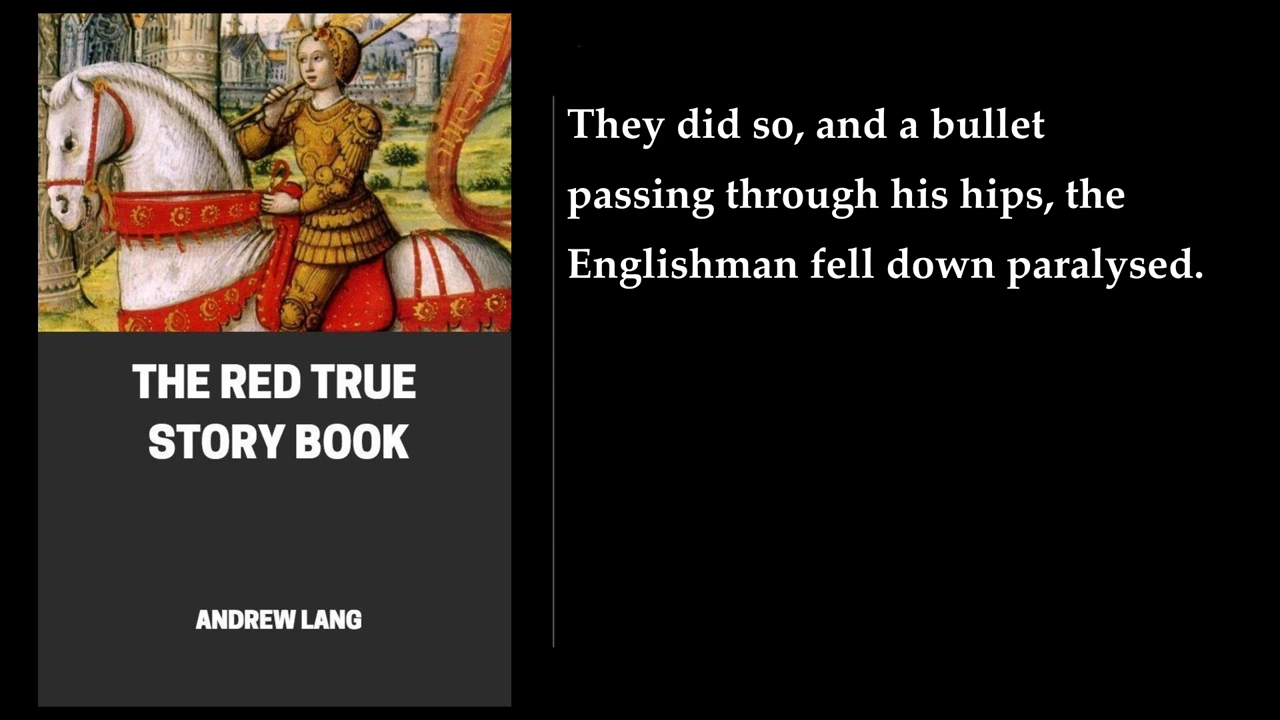 THE RED TRUE
STORY BOOK
ANDREW LANG
They did so, and a bullet
passing through his hips, the
Englishman fell down paralysed.